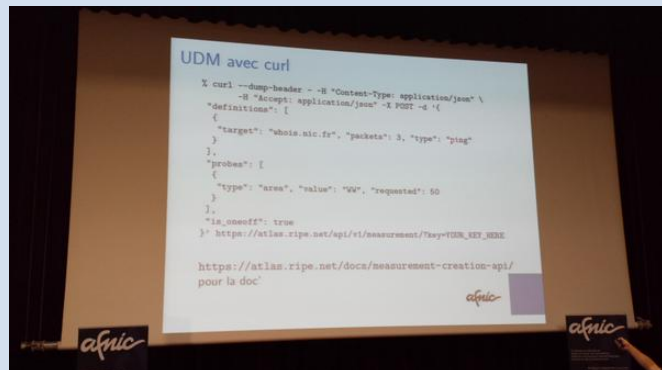 UDM avec curl
% curl --dump-header - -H "Content-Type: application/json" \
-H "Accept: application/json" -X POST -d '{
"definitions": [
{
"target": "whois.nic.fr", "packets": 3, "type": "ping"
}
],
"probes": [
{
"type": "area", "value": "WW", "requested": 50
}
],
"is_oneoff": true
}' https://atlas.ripe.net/api/v1/measurement/?key=YOUR_KEY_HERE
https://atlas.ripe.net/docs/measurement-creation-api/
pour la doc'
afnic
afnic
afnic